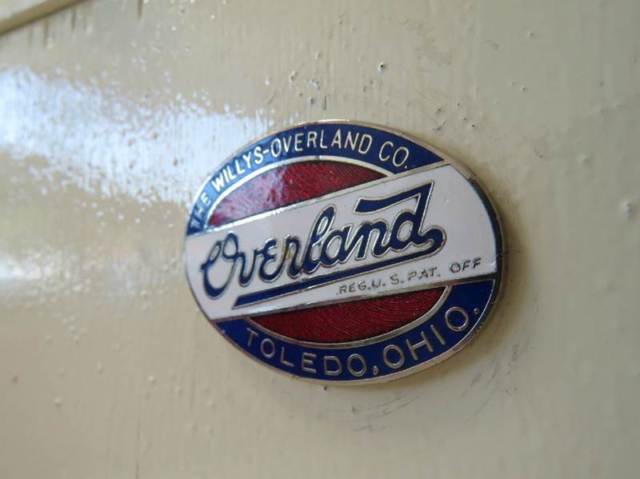 THE WILLYS-OVERLAND CO.
Overland
REG. U. S. PAT. OFF
TOLEDO, OHIO.